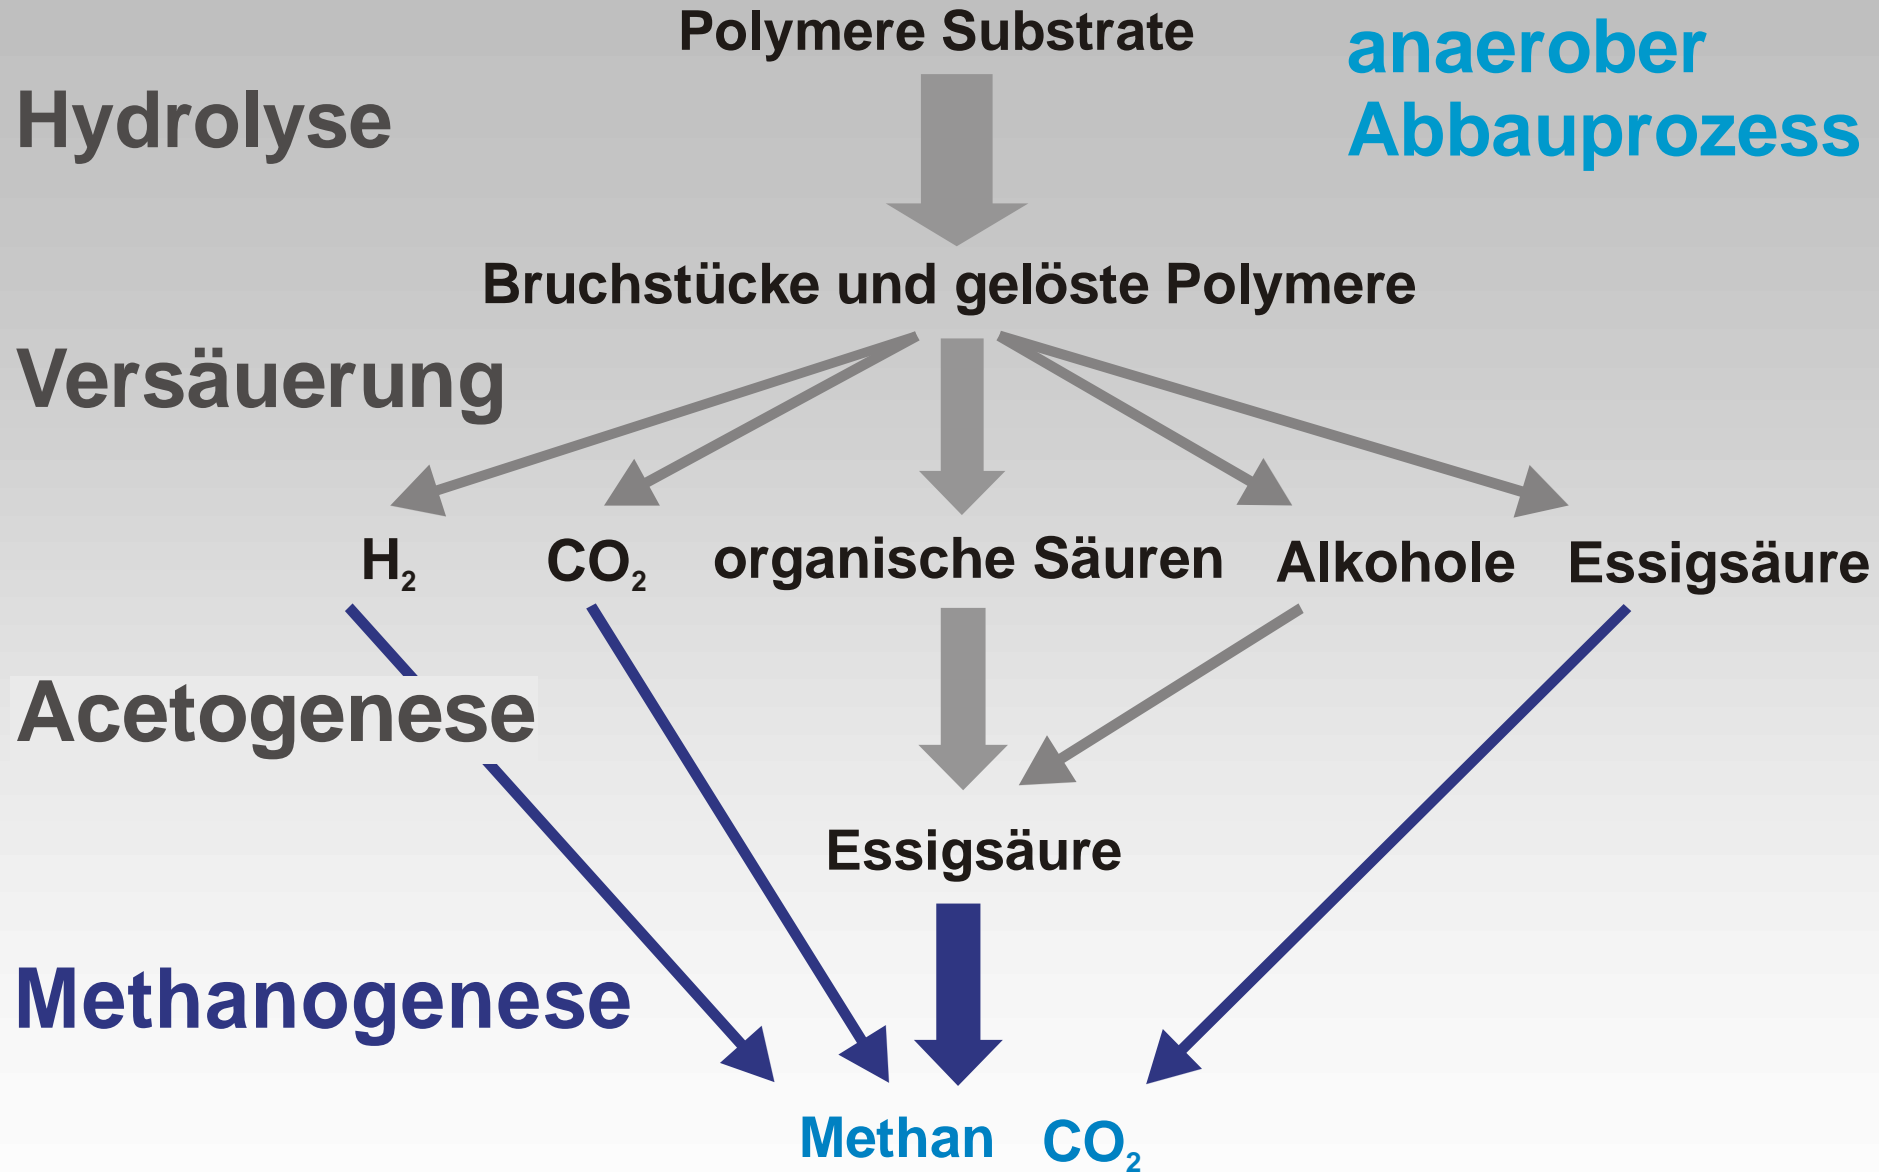 Polymere Substrate
anaerober
Abbauprozess
Hydrolyse
Bruchstücke und gelöste Polymere
Versäuerung
H₂ CO₂ organische Säuren Alkohole Essigsäure
Acetogenese
Essigsäure
Methanogenese
Methan CO₂